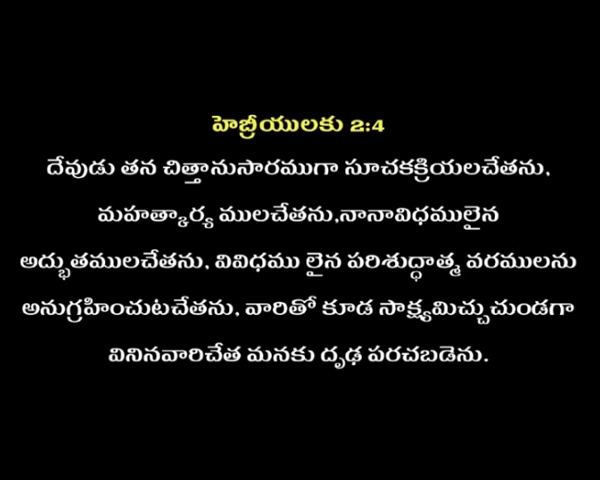 హెబ్రీయులకు 2:4
దేవుడు తన చిత్తానుసారముగా సూచకక్రియలచేతను,
మహత్కార్య ములచేతను,నానావిధములైన
అద్భుతములచేతను, వివిధము లైన పరిశుద్ధాత్మ వరములను
అనుగ్రహించుటచేతను, వారితో కూడ సాక్ష్యమిచ్చుచుండగా
వినినవారిచేత మనకు దృఢ పరచబడెను.